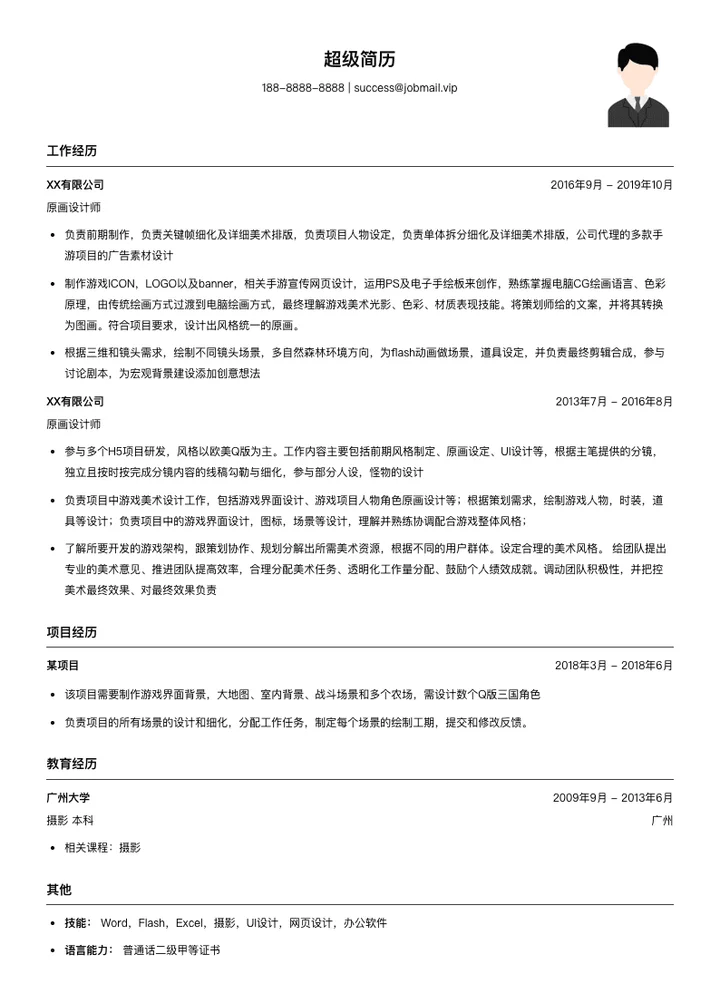 超级简历
188-8888-8888 | success@jobmail.vip
工作经历
XX有限公司 2016年9月 – 2019年10月
原画设计师
• 负责前期制作，负责关键帧细化及详细美术排版，负责项目人物设定，负责单体拆分细化及详细美术排版，公司代理的多款手
游项目的广告素材设计
• 制作游戏ICON，LOGO以及banner，相关手游宣传网页设计，运用PS及电子手绘板来创作，熟练掌握电脑CG绘画语言、色彩
原理，由传统绘画方式过渡到电脑绘画方式，最终理解游戏美术光影、色彩、材质表现技能。将策划师给的文案，并将其转换
为图画。符合项目要求，设计出风格统一的原画。
• 根据三维和镜头需求，绘制不同镜头场景，多自然森林环境方向，为flash动画做场景，道具设定，并负责最终剪辑合成，参与
讨论剧本，为宏观背景建设添加创意想法
XX有限公司 2013年7月 – 2016年8月
原画设计师
• 参与多个H5项目研发，风格以欧美Q版为主。工作内容主要包括前期风格制定、原画设定、UI设计等，根据主笔提供的分镜，
独立且按时按完成分镜内容的线稿勾勒与细化，参与部分人设，怪物的设计
• 负责项目中游戏美术设计工作，包括游戏界面设计、游戏项目人物角色原画设计等；根据策划需求，绘制游戏人物，时装，道
具等设计；负责项目中的游戏界面设计，图标，场景等设计，理解并熟练协调配合游戏整体风格；
• 了解所要开发的游戏架构，跟策划协作、规划分解出所需美术资源，根据不同的用户群体。设定合理的美术风格。 给团队提出
专业的美术意见、推进团队提高效率，合理分配美术任务、透明化工作量分配、鼓励个人绩效成就。调动团队积极性，并把控
美术最终效果、对最终效果负责
项目经历
某项目 2018年3月 – 2018年6月
• 该项目需要制作游戏界面背景，大地图、室内背景、战斗场景和多个农场，需设计数个Q版三国角色
• 负责项目的所有场景的设计和细化，分配工作任务，制定每个场景的绘制工期，提交和修改反馈。
教育经历
广州大学 2009年9月 – 2013年6月
摄影 本科 广州
• 相关课程：摄影
其他
• 技能： Word，Flash，Excel，摄影，UI设计，网页设计，办公软件
• 语言能力： 普通话二级甲等证书